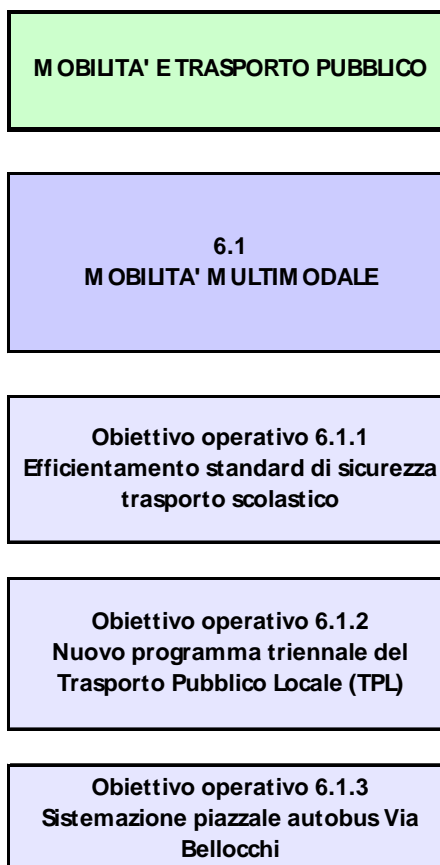 MOBILITA' E TRASPORTO PUBBLICO
6.1
MOBILITA' MULTIMODALE
Obiettivo operativo 6.1.1
Efficientamento standard di sicurezza
trasporto scolastico
Obiettivo operativo 6.1.2
Nuovo programma triennale del
Trasporto Pubblico Locale (TPL)
Obiettivo operativo 6.1.3
Sistemazione piazzale autobus Via
Bellocchi